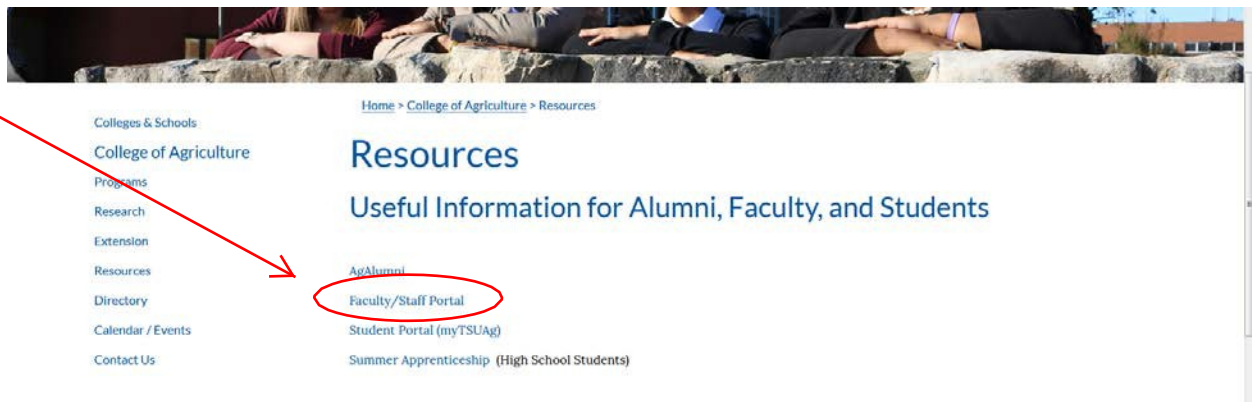 Home > College of Agriculture > Resources
Colleges & Schools
College of Agriculture
Programs
Research
Extension
Resources
Directory
Calendar / Events
Contact Us
Resources
Useful Information for Alumni, Faculty, and Students
AgAlumni
Faculty/Staff Portal
Student Portal (myTSUAg)
Summer Apprenticeship (High School Students)